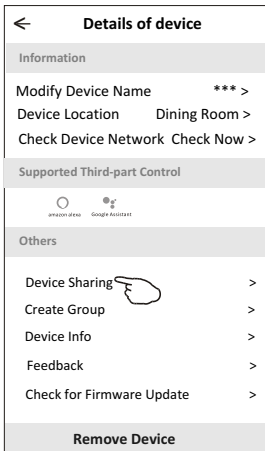 Details of device
Information
Modify Device Name *** >
Device Location Dining Room >
Check Device Network Check Now >
Supported Third-part Control
amazon alexa Google Assistant
Others
Device Sharing >
Create Group >
Device Info >
Feedback >
Check for Firmware Update >
Remove Device